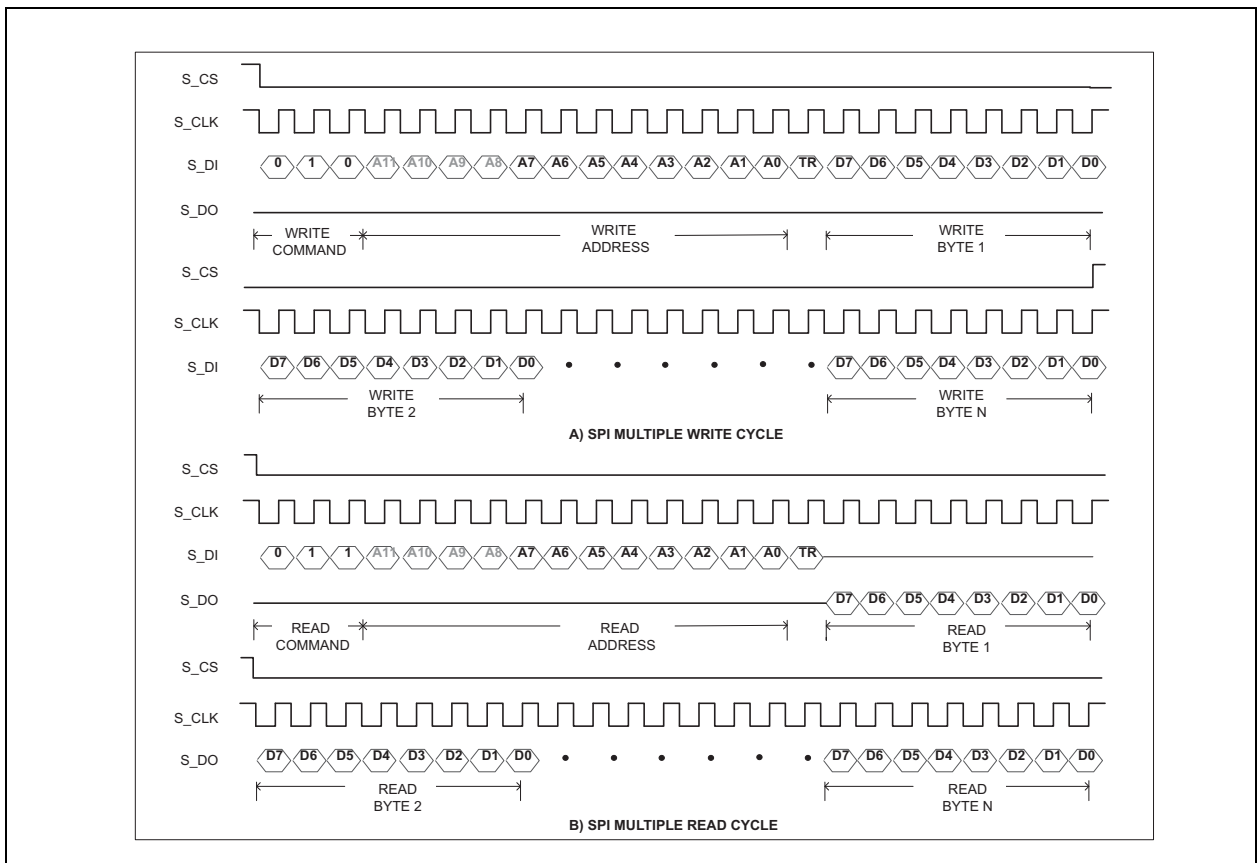 S_CS
S_CLK
S_DI 0 1 0 A11 A10 A9 A8 A7 A6 A5 A4 A3 A2 A1 A0 TR D7 D6 D5 D4 D3 D2 D1 D0
S_DO
WRITE COMMAND WRITE ADDRESS WRITE BYTE 1
S_CS
S_CLK
S_DI D7 D6 D5 D4 D3 D2 D1 D0 • • • • • • D7 D6 D5 D4 D3 D2 D1 D0
WRITE BYTE 2 WRITE BYTE N
A) SPI MULTIPLE WRITE CYCLE
S_CS
S_CLK
S_DI 0 1 1 A11 A10 A9 A8 A7 A6 A5 A4 A3 A2 A1 A0 TR
S_DO D7 D6 D5 D4 D3 D2 D1 D0
READ COMMAND READ ADDRESS READ BYTE 1
S_CS
S_CLK
S_DO D7 D6 D5 D4 D3 D2 D1 D0 • • • • • • D7 D6 D5 D4 D3 D2 D1 D0
READ BYTE 2 READ BYTE N
B) SPI MULTIPLE READ CYCLE